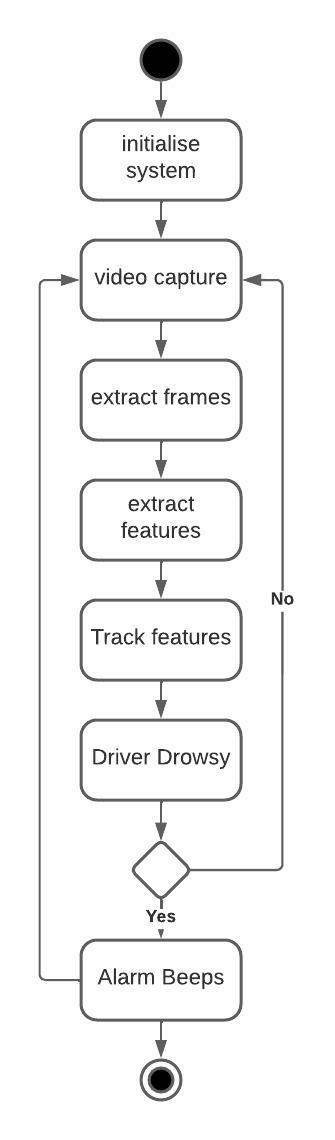 initialise
system
video capture
extract frames
extract
features
No
Track features
Driver Drowsy
Yes
Alarm Beeps